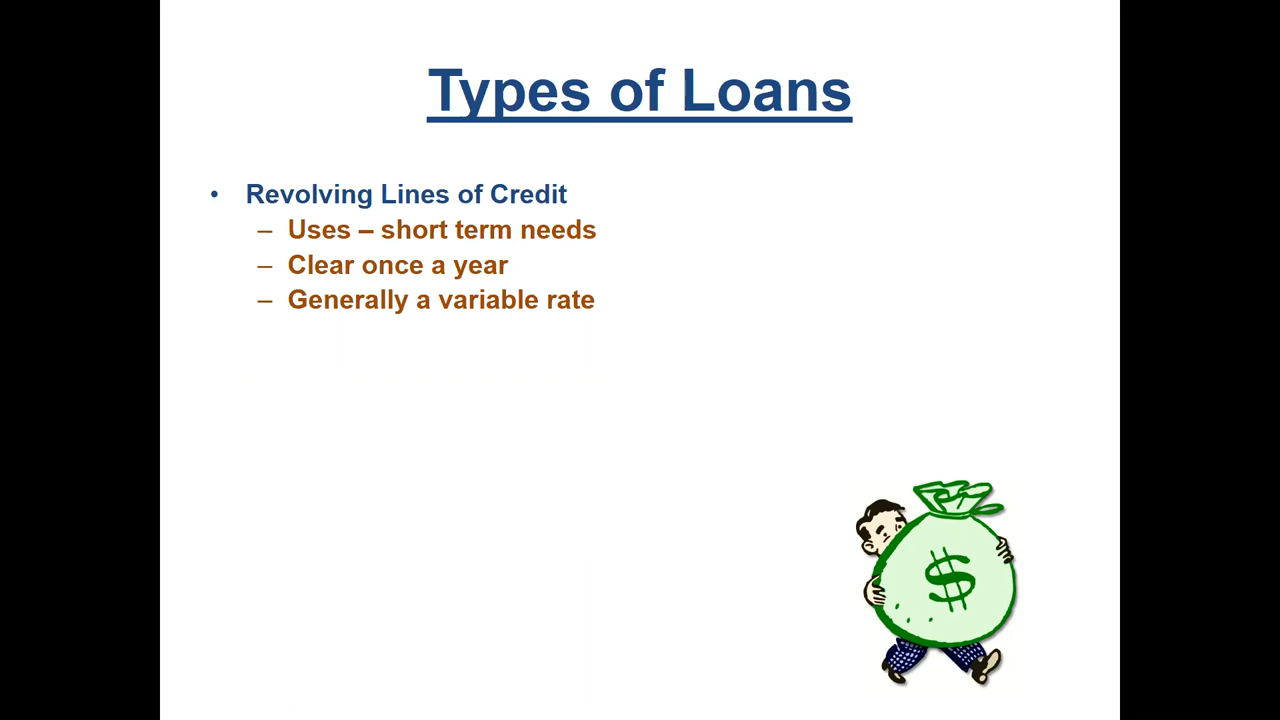 Types of Loans
• Revolving Lines of Credit
– Uses – short term needs
– Clear once a year
– Generally a variable rate
$